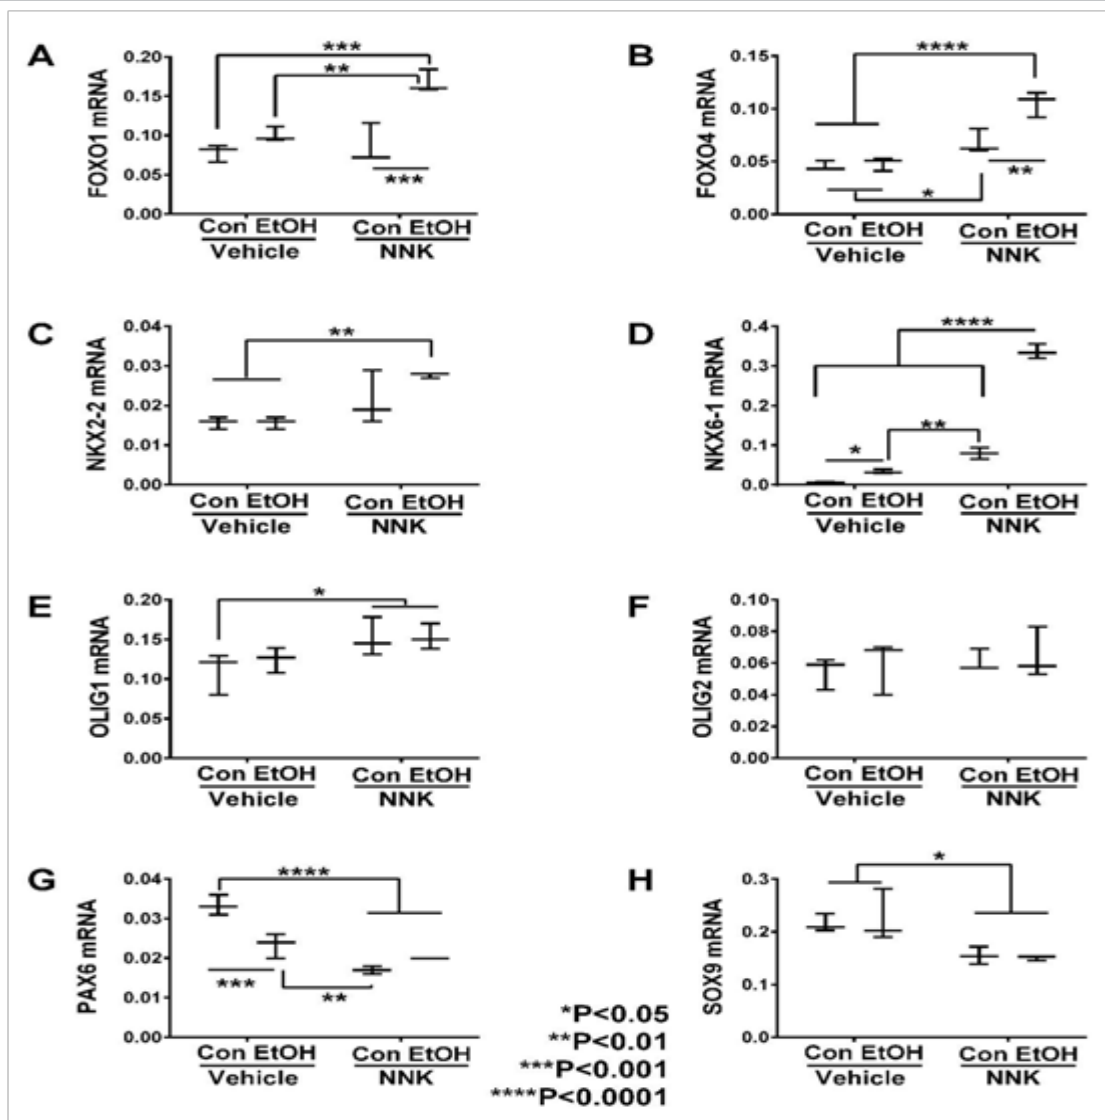 A
FOXO1 mRNA
0.20
0.15
0.10
0.05
0.00
***
**
***
Con EtOH Con EtOH
Vehicle NNK
B
FOXO4 mRNA
0.15
0.10
0.05
0.00
****
**
*
Con EtOH Con EtOH
Vehicle NNK
C
NKX2-2 mRNA
0.04
0.03
0.02
0.01
0.00
**
Con EtOH Con EtOH
Vehicle NNK
D
NKX6-1 mRNA
0.4
0.3
0.2
0.1
0.0
****
**
*
Con EtOH Con EtOH
Vehicle NNK
E
OLIG1 mRNA
0.20
0.15
0.10
0.05
0.00
*
Con EtOH Con EtOH
Vehicle NNK
F
OLIG2 mRNA
0.10
0.08
0.06
0.04
0.02
0.00
Con EtOH Con EtOH
Vehicle NNK
G
PAX6 mRNA
0.04
0.03
0.02
0.01
0.00
****
***
**
Con EtOH Con EtOH
Vehicle NNK
H
SOX9 mRNA
0.3
0.2
0.1
0.0
*
Con EtOH Con EtOH
Vehicle NNK
*P<0.05
**P<0.01
***P<0.001
****P<0.0001